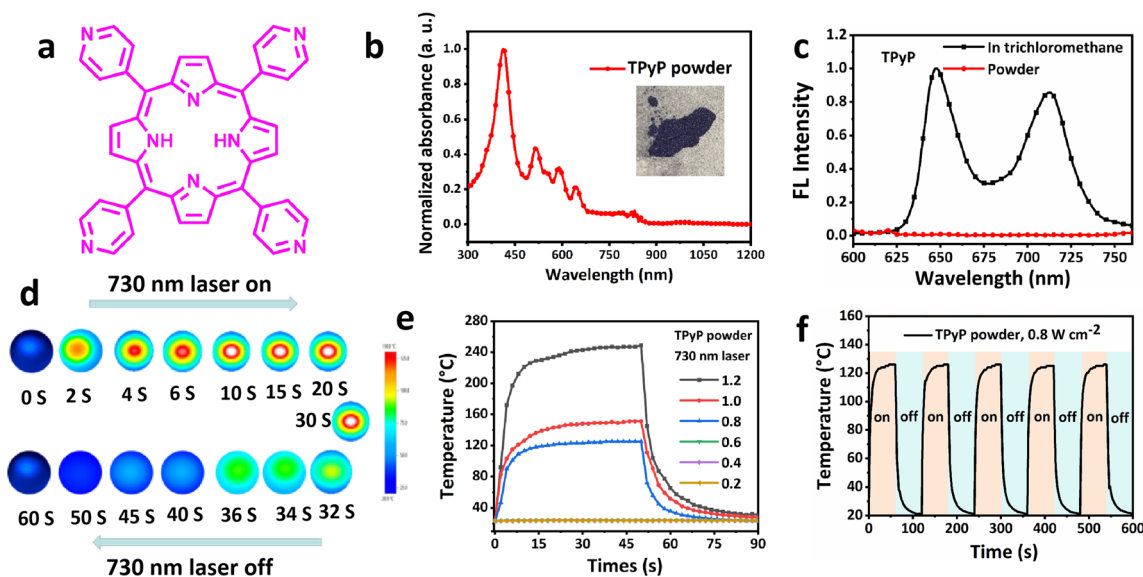 a
N
N
N
NH
HN
N
N
N
b
Normalized absorbance (a. u.)
1.0
0.8
0.6
0.4
0.2
0.0
TPyP powder
300
450
600
750
900
1050
1200
Wavelength (nm)
c
FL Intensity
1.2
1.0
0.8
0.6
0.4
0.2
0.0
TPyP
In trichloromethane
Powder
600
625
650
675
700
725
750
Wavelength (nm)
d
730 nm laser on
0 S
2 S
4 S
6 S
10 S
15 S
20 S
30 S
60 S
50 S
45 S
40 S
36 S
34 S
32 S
730 nm laser off
e
Temperature (°C)
280
240
200
160
120
80
40
TPyP powder
730 nm laser
1.2
1.0
0.8
0.6
0.4
0.2
0
15
30
45
60
75
90
Times (s)
f
Temperature (°C)
160
140
120
100
80
60
40
20
TPyP powder, 0.8 W cm⁻²
on
off
on
off
on
off
on
off
on
off
0
100
200
300
400
500
600
Time (s)